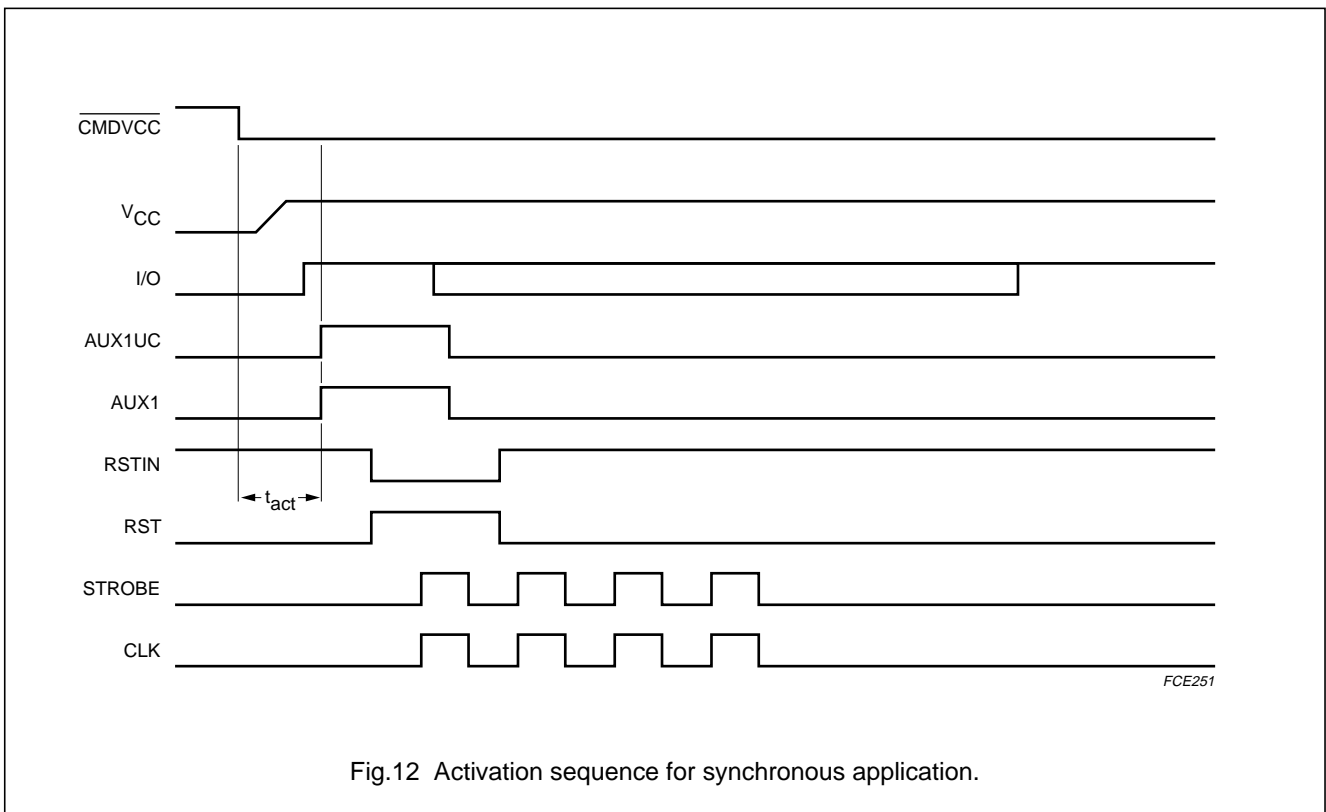 CMDVCC
VCC
I/O
AUX1UC
AUX1
RSTIN
tact
RST
STROBE
CLK
FCE251
Fig.12 Activation sequence for synchronous application.